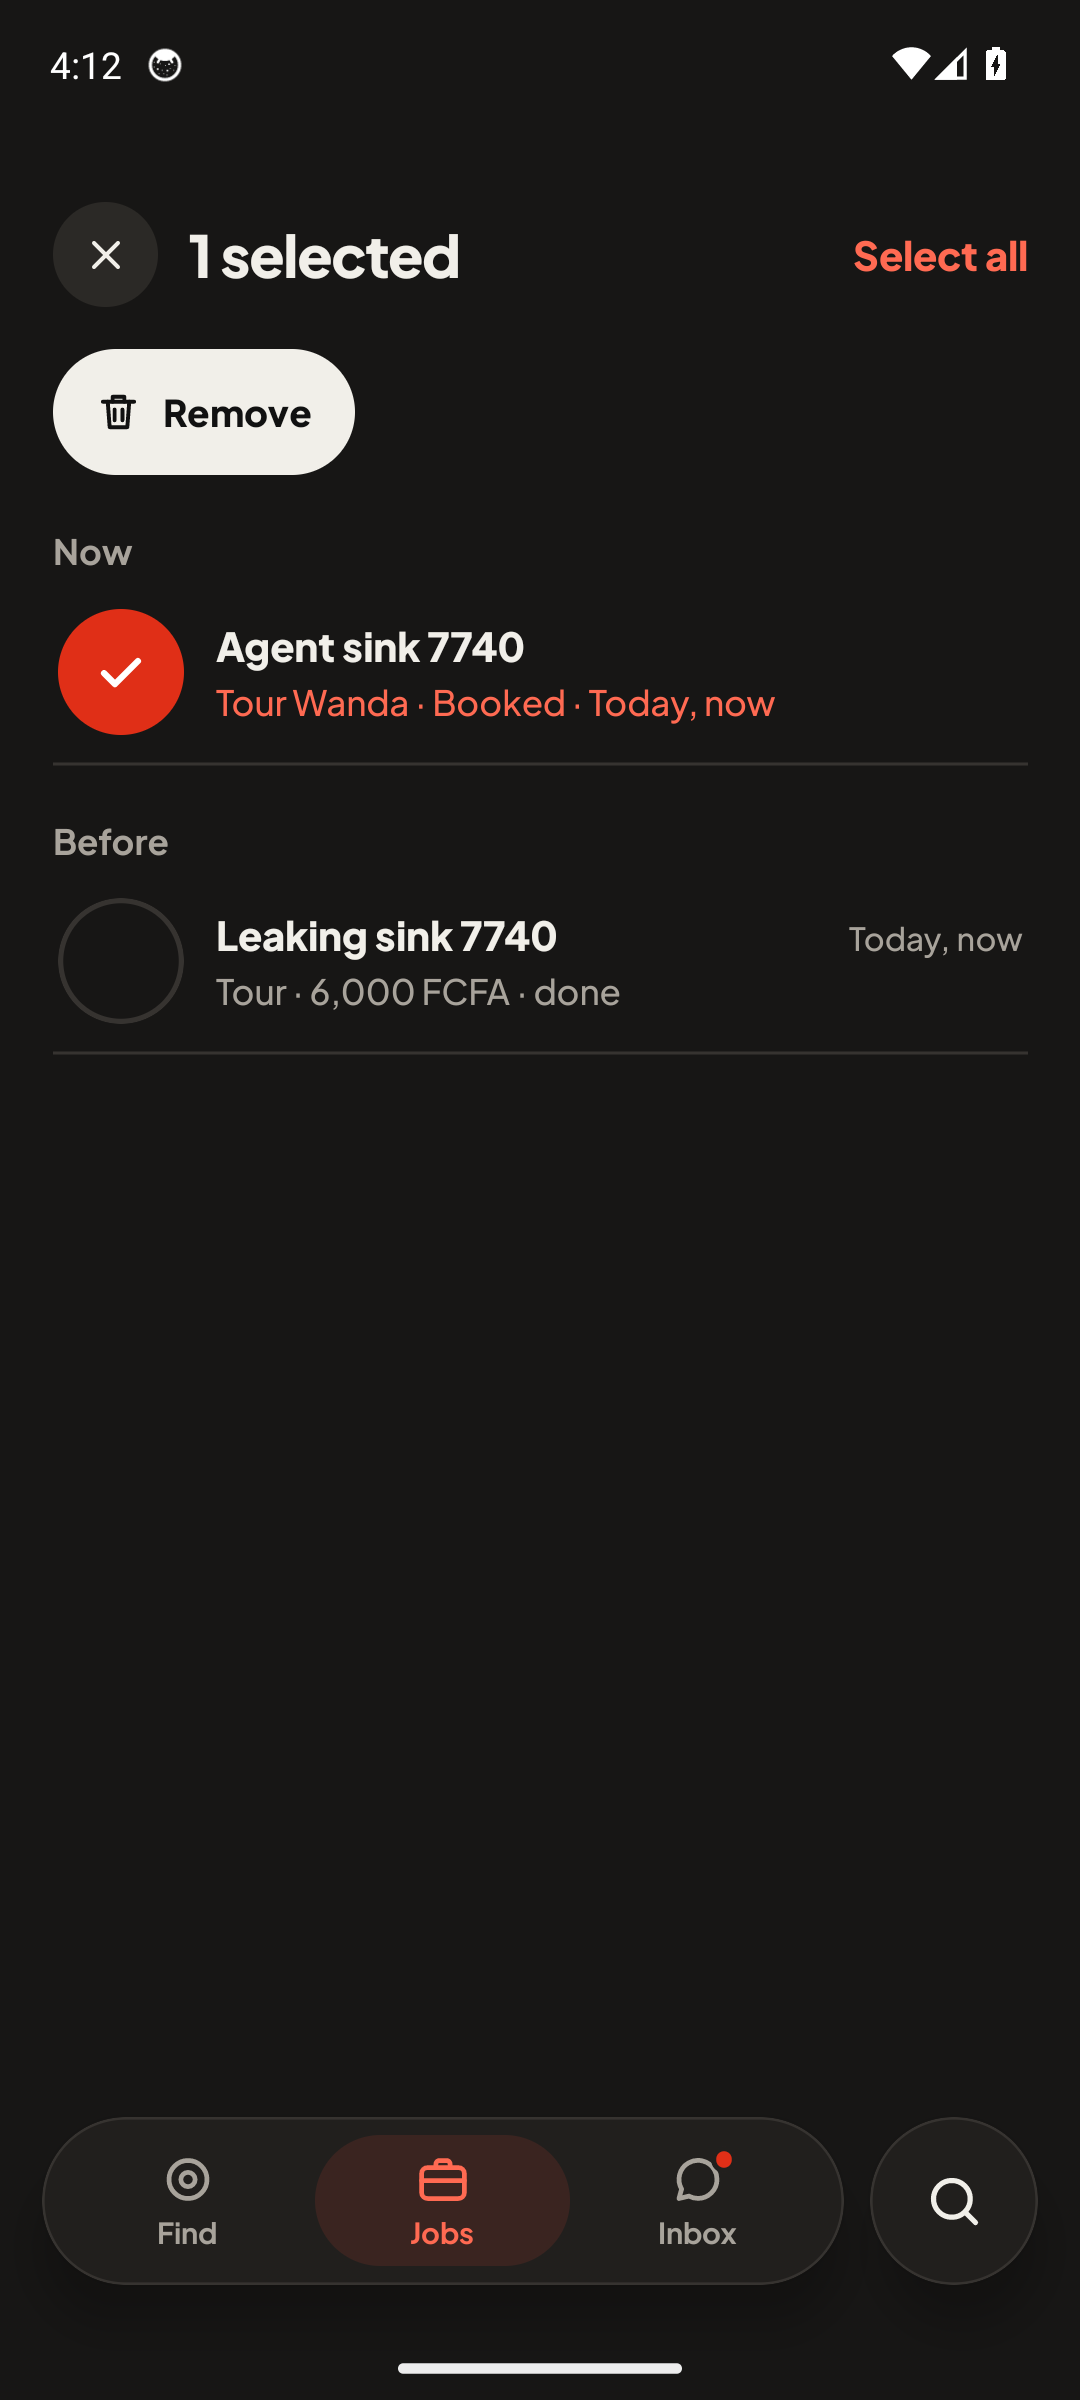 4:12
1 selected
Select all
Remove
Now
Agent sink 7740
Tour Wanda · Booked · Today, now
Before
Leaking sink 7740
Today, now
Tour · 6,000 FCFA · done
Find
Jobs
Inbox